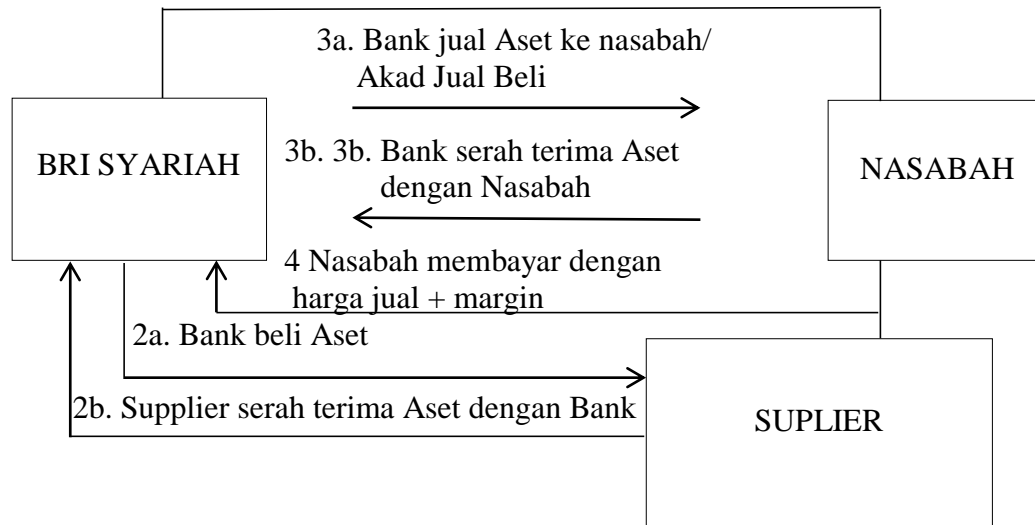 3a. Bank jual Aset ke nasabah/
Akad Jual Beli
BRI SYARIAH
3b. 3b. Bank serah terima Aset
dengan Nasabah
NASABAH
4 Nasabah membayar dengan
harga jual + margin
2a. Bank beli Aset
2b. Supplier serah terima Aset dengan Bank
SUPLIER